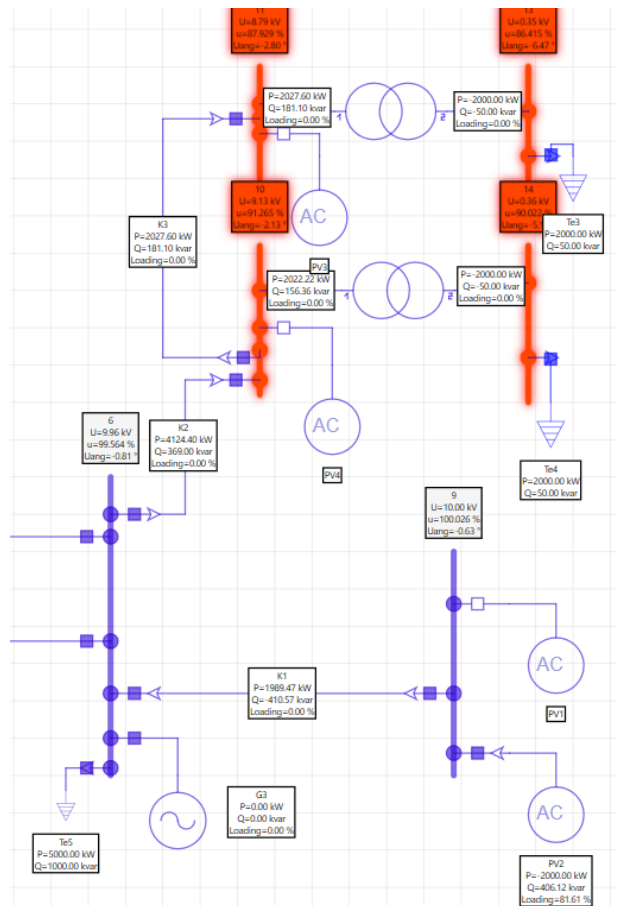 11
U=8.79 kV
u=87.929 %
Uang=-2.80 °
13
U=0.35 kV
u=86.415 %
Uang=-6.47 °
P=2027.60 kW
Q=181.10 kvar
Loading=0.00 %
1
2
P=-2000.00 kW
Q=-50.00 kvar
Loading=0.00 %
10
U=9.13 kV
u=91.265 %
Uang=-2.13 °
AC
14
U=0.36 kV
u=90.022 %
Te3
P=2000.00 kW
Q=50.00 kvar
K3
P=2027.60 kW
Q=181.10 kvar
Loading=0.00 %
PV3
P=2022.22 kW
Q=156.36 kvar
Loading=0.00 %
1
2
P=-2000.00 kW
Q=-50.00 kvar
Loading=0.00 %
AC
PV4
6
U=9.96 kV
u=99.564 %
Uang=-0.81 °
K2
P=4124.40 kW
Q=369.00 kvar
Loading=0.00 %
Te4
P=2000.00 kW
Q=50.00 kvar
9
U=10.00 kV
u=100.026 %
Uang=-0.63 °
K1
P=1989.47 kW
Q=-410.57 kvar
Loading=0.00 %
AC
PV1
Te5
P=5000.00 kW
Q=1000.00 kvar
G3
P=0.00 kW
Q=0.00 kvar
Loading=0.00 %
AC
PV2
P=-2000.00 kW
Q=406.12 kvar
Loading=81.61 %